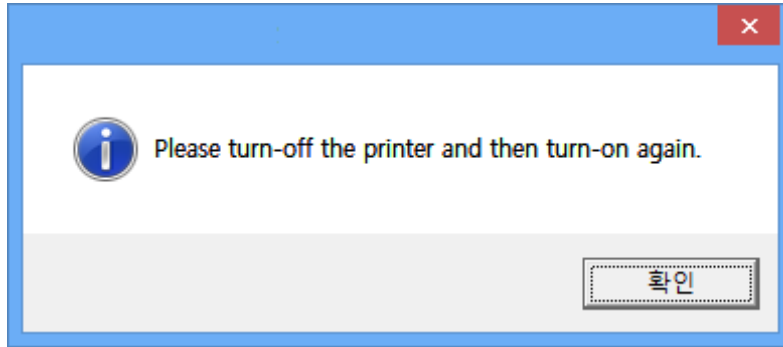 Please turn-off the printer and then turn-on again.
확인